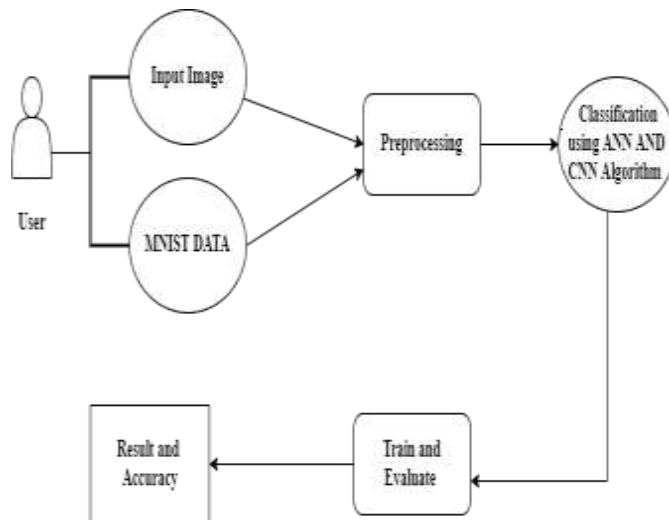 Input Image
Preprocessing
Classification
using ANN AND
CNN Algorithm
User
MNIST DATA
Result and
Accuracy
Train and
Evaluate